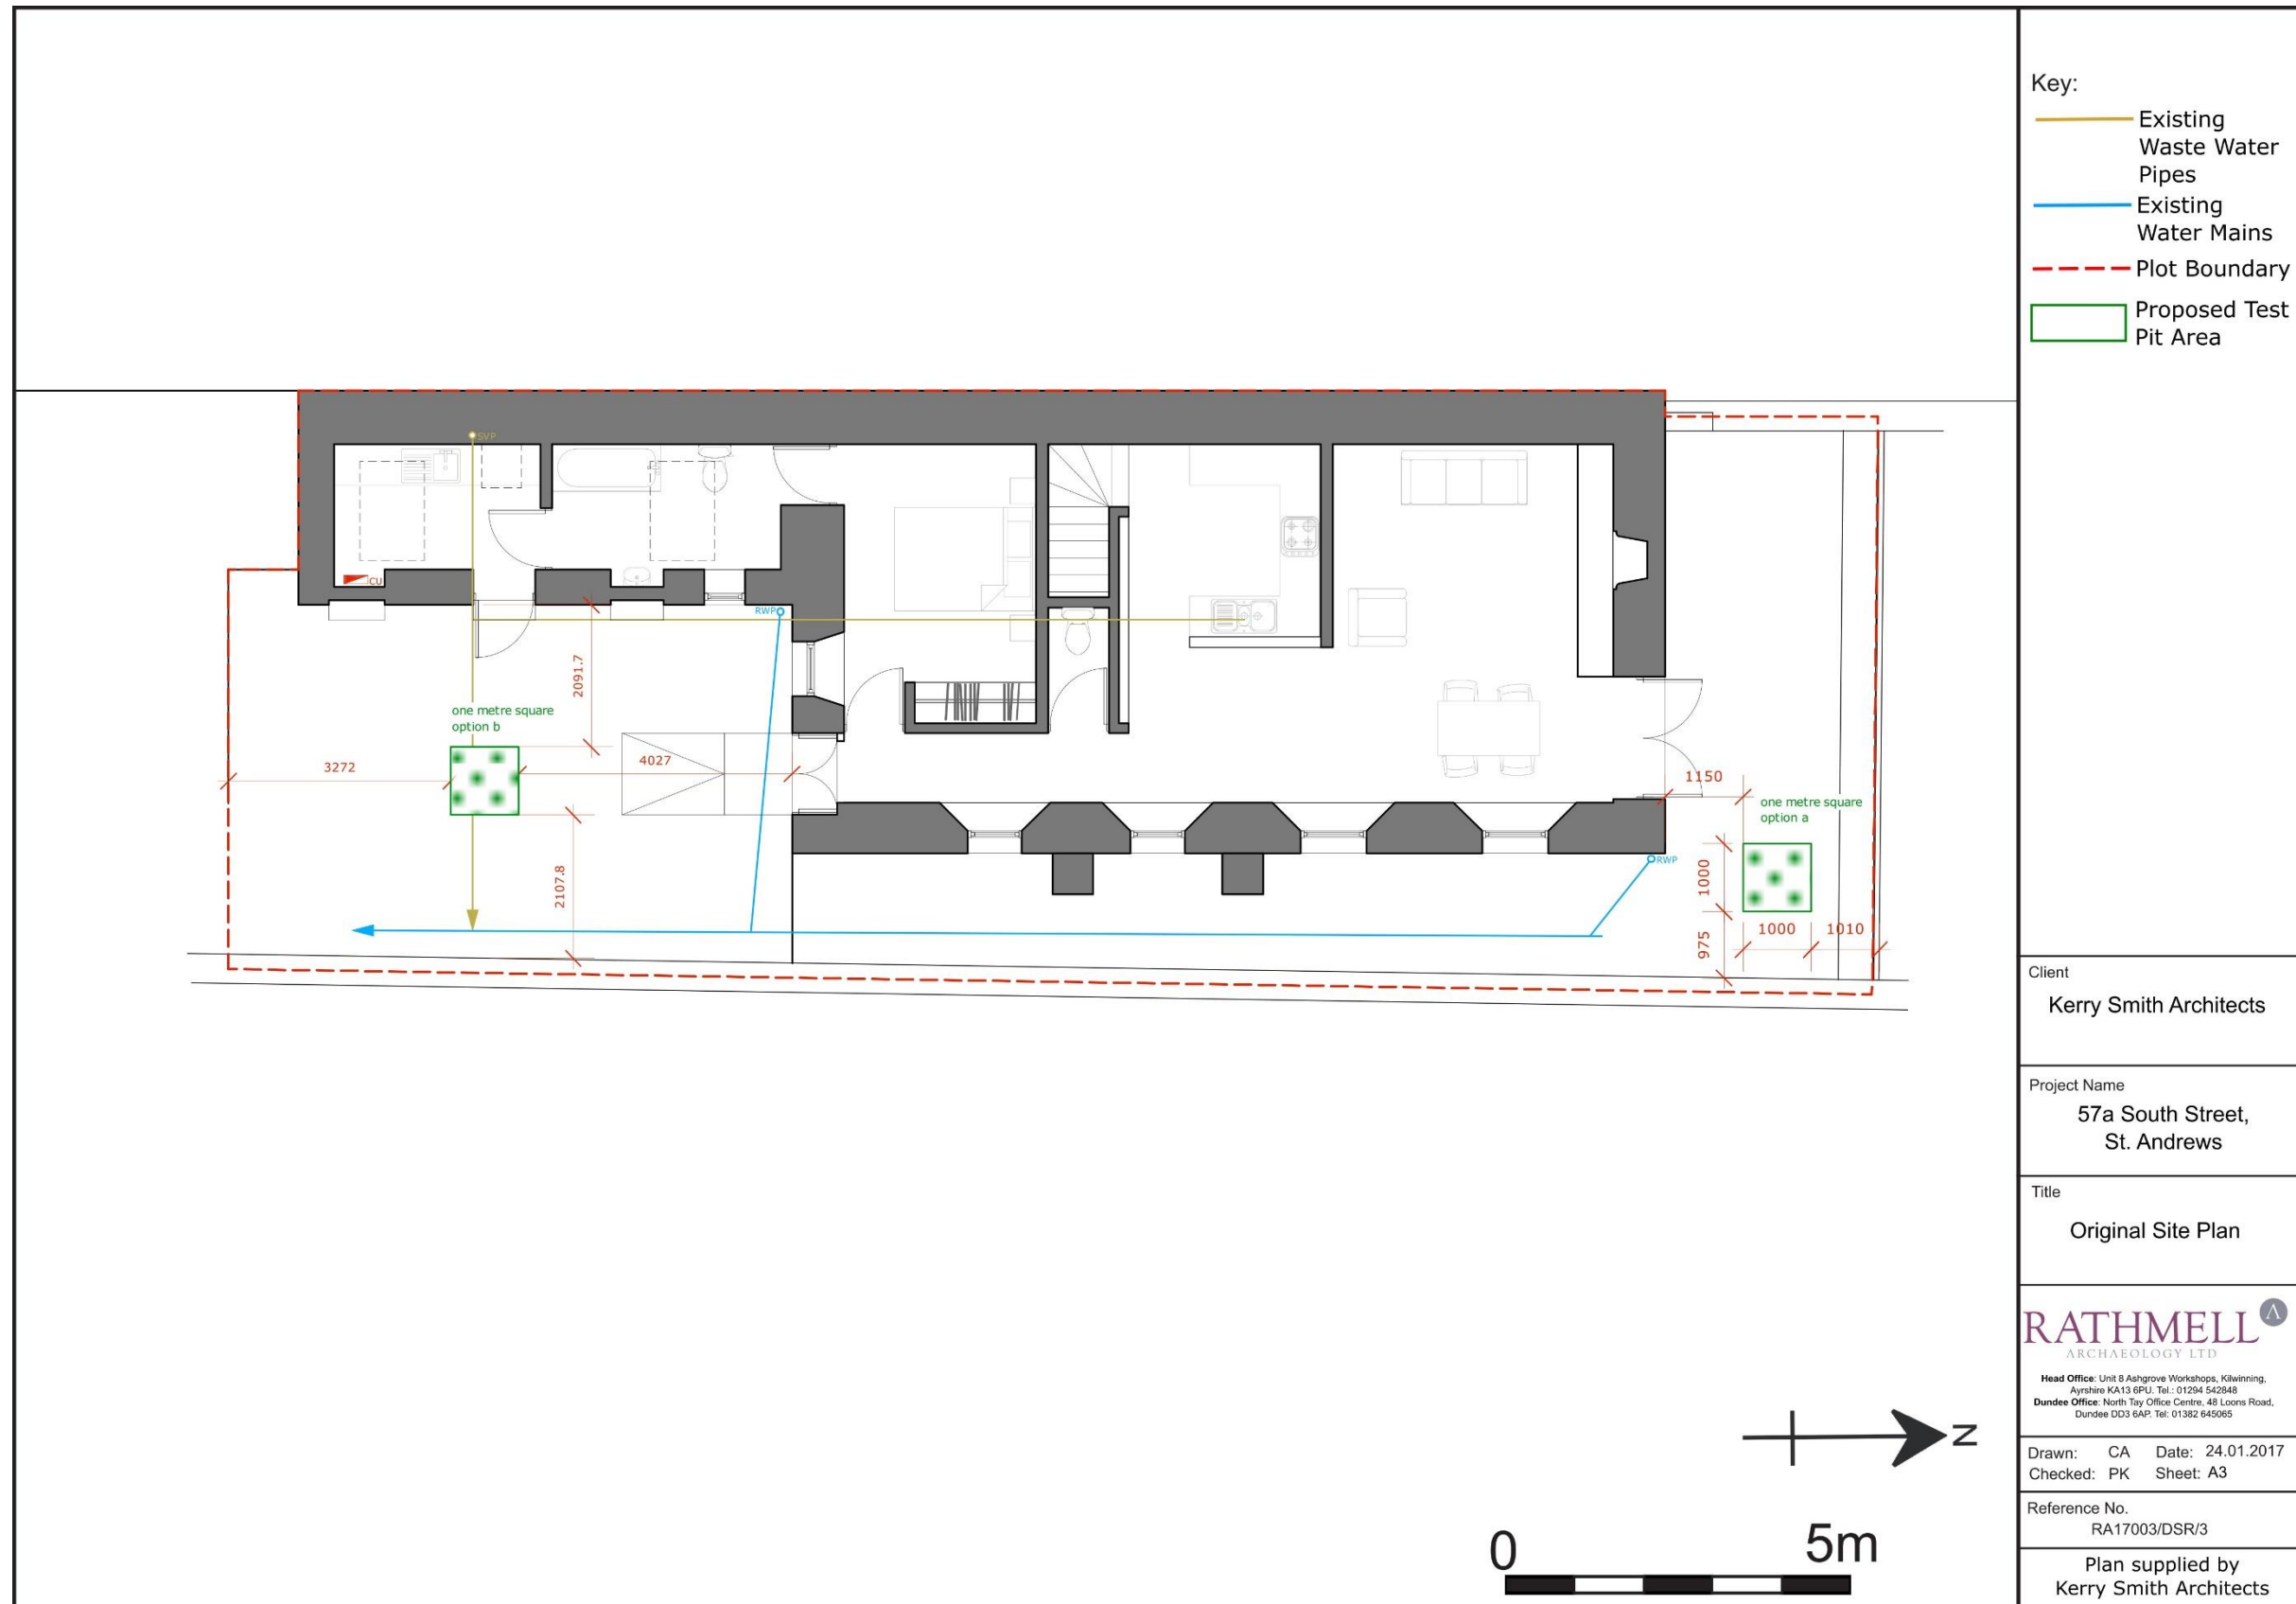 Key:
Existing
Waste Water
Pipes
Existing
Water Mains
Plot Boundary
Proposed Test
Pit Area
SVP
CU
RWP
2091.7
one metre square
option b
3272
4027
2107.8
1150
one metre square
option a
RWP
1000
975
1000
1010
N
0
5m
Client
Kerry Smith Architects
Project Name
57a South Street,
St. Andrews
Title
Original Site Plan
RATHMELL
ARCHAEOLOGY LTD
Head Office: Unit 8 Ashgrove Workshops, Kilwinning,
Ayrshire KA13 6PU. Tel.: 01294 542848
Dundee Office: North Tay Office Centre, 48 Loons Road,
Dundee DD3 6AP. Tel: 01382 645065
Drawn: CA Date: 24.01.2017
Checked: PK Sheet: A3
Reference No.
RA17003/DSR/3
Plan supplied by
Kerry Smith Architects